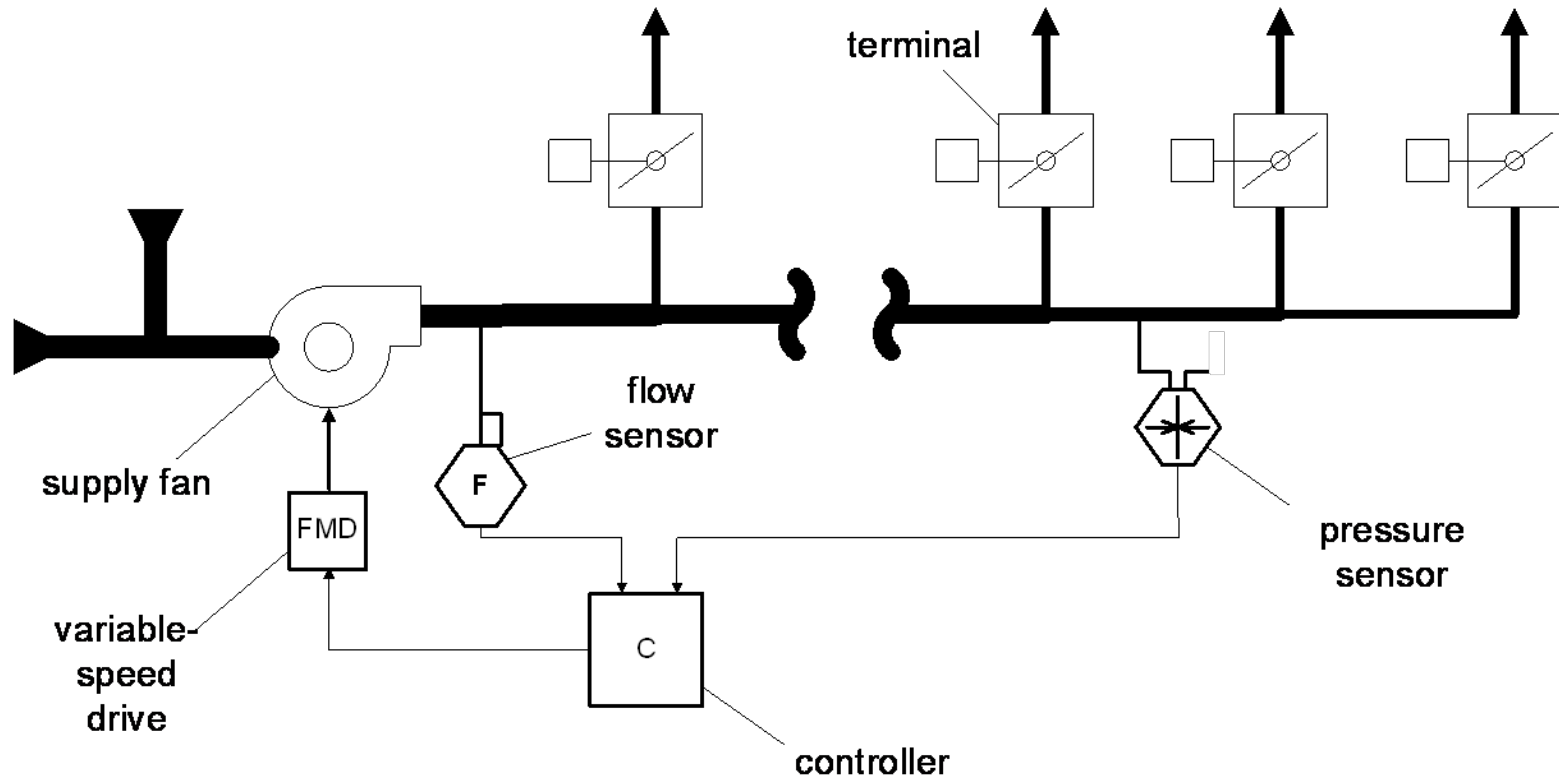 terminal
flow
sensor
supply fan
F
FMD
pressure
sensor
variable-
speed
drive
C
controller